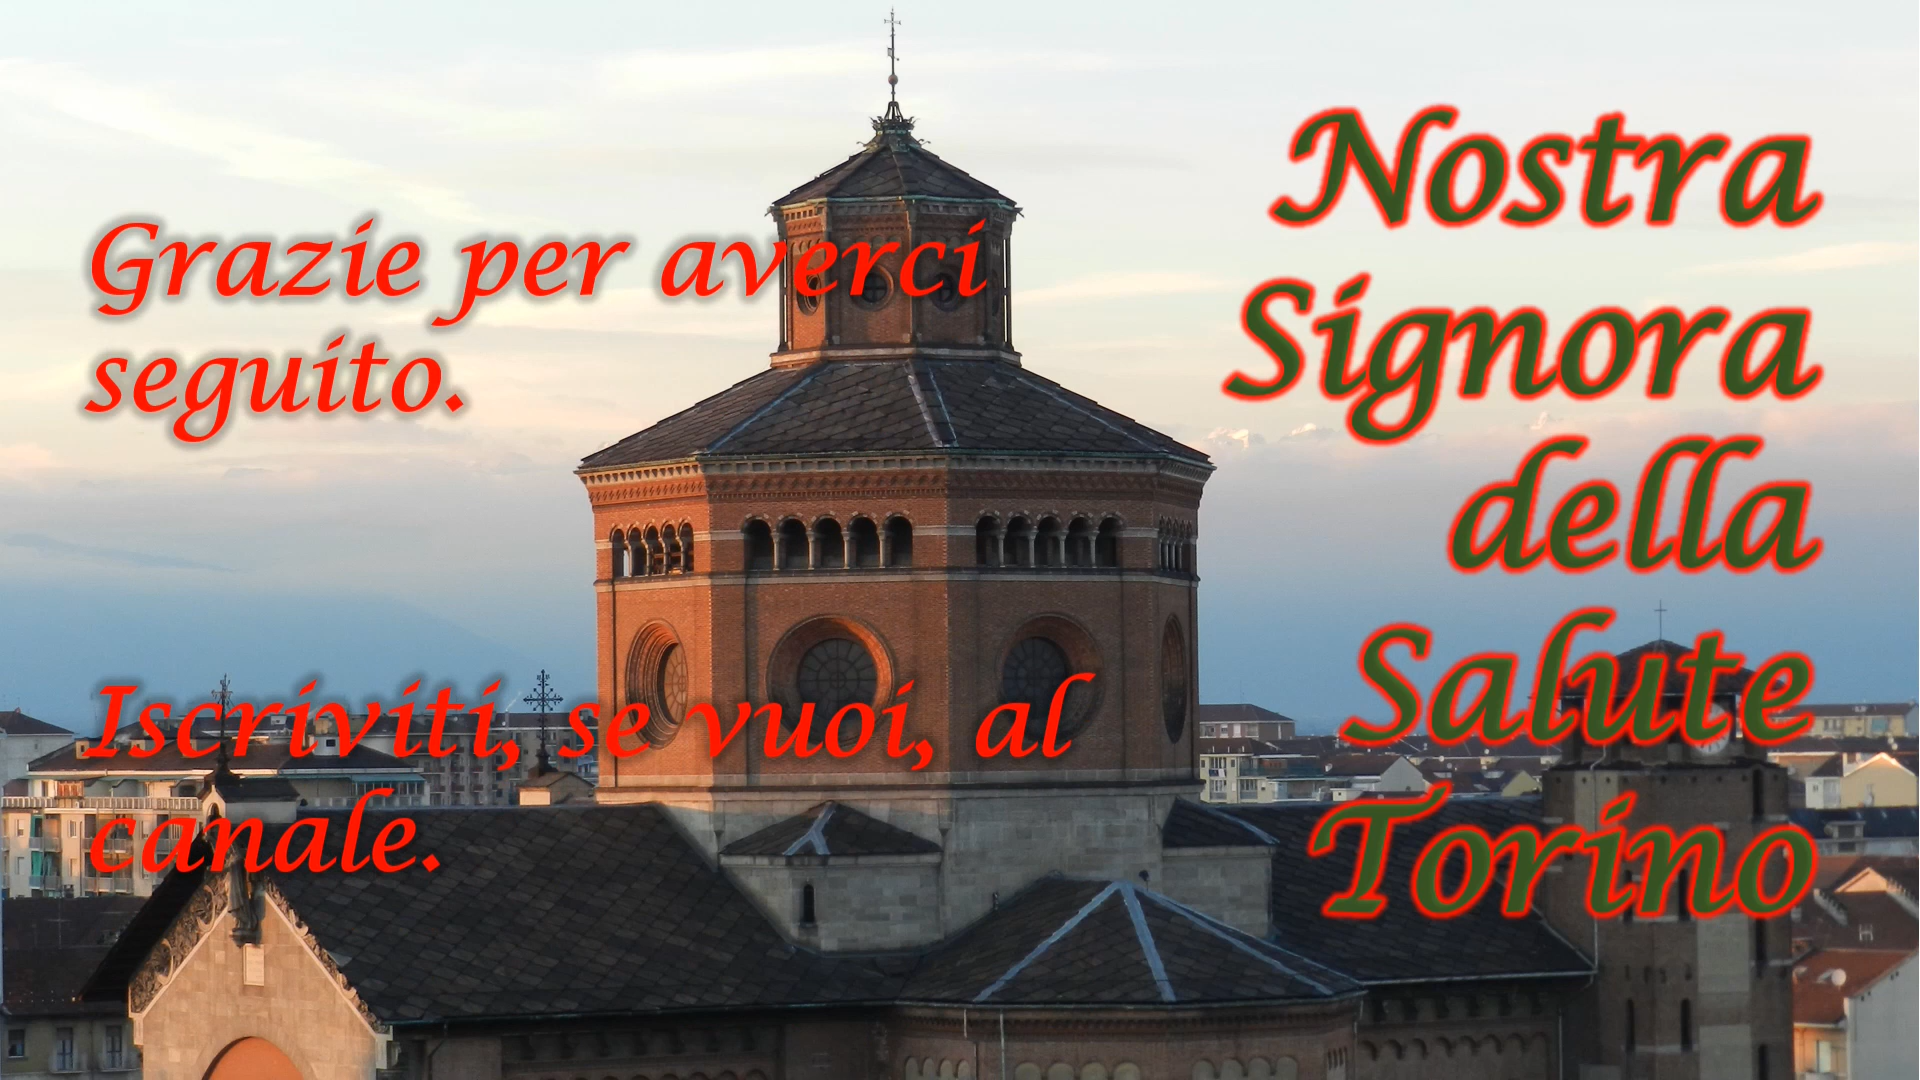 Grazie per averci
seguito.
Iscriviti, se vuoi, al
canale.
Nostra
Signora
della
Salute
Torino